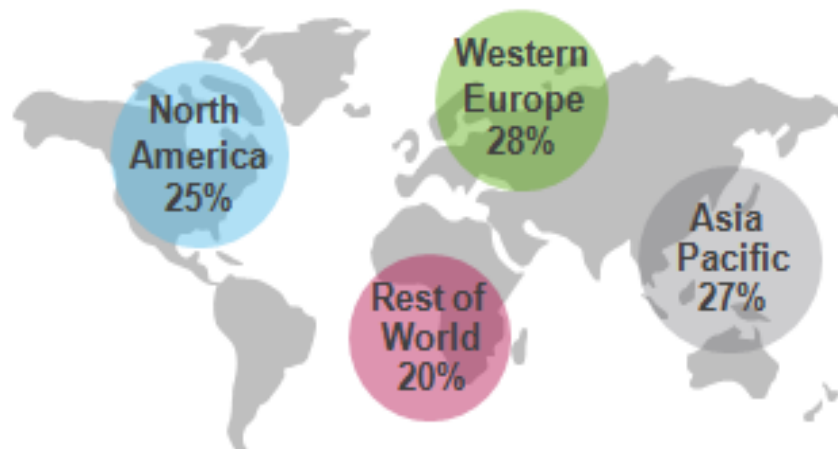 North
America
25%
Western
Europe
28%
Asia
Pacific
27%
Rest of
World
20%